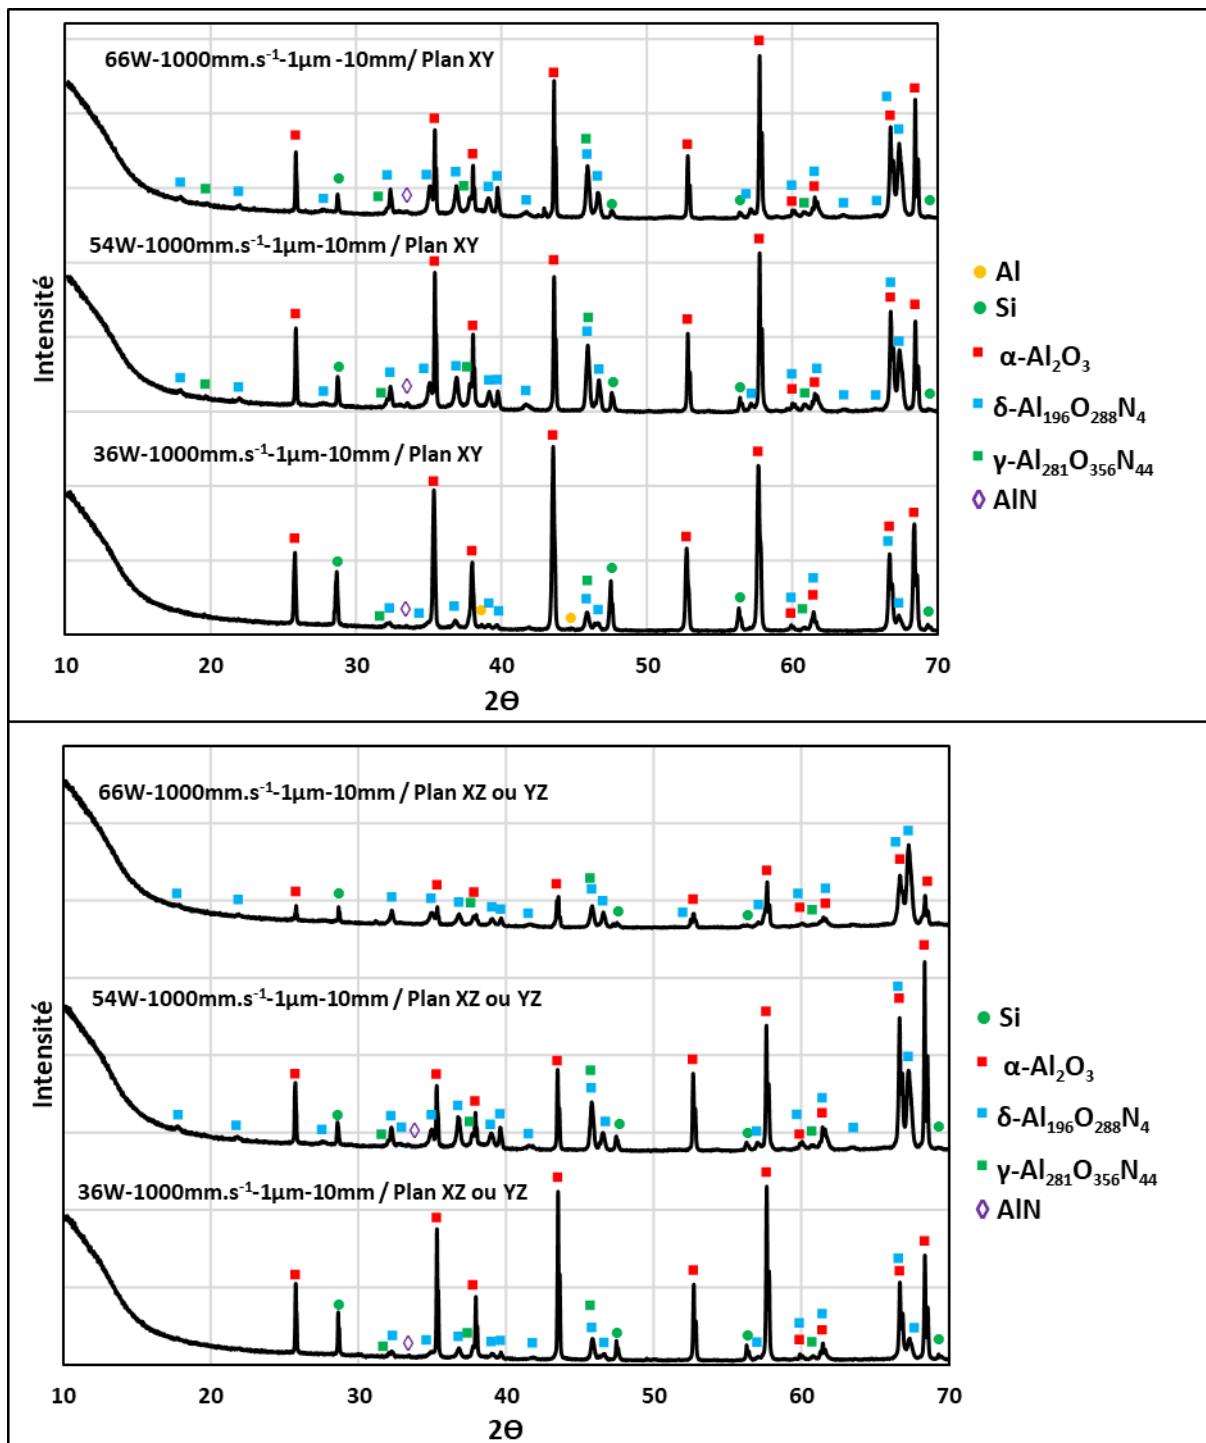 66W-1000mm.s⁻¹-1µm -10mm/ Plan XY
54W-1000mm.s⁻¹-1µm-10mm / Plan XY
36W-1000mm.s⁻¹-1µm-10mm / Plan XY
Intensité
10 20 30 40 50 60 70
2Θ
Al
Si
α-Al₂O₃
δ-Al₁₉₆O₂₈₈N₄
γ-Al₂₈₁O₃₅₆N₄₄
AlN
66W-1000mm.s⁻¹-1µm-10mm / Plan XZ ou YZ
54W-1000mm.s⁻¹-1µm-10mm / Plan XZ ou YZ
36W-1000mm.s⁻¹-1µm-10mm / Plan XZ ou YZ
Intensité
10 20 30 40 50 60 70
2Θ
Si
α-Al₂O₃
δ-Al₁₉₆O₂₈₈N₄
γ-Al₂₈₁O₃₅₆N₄₄
AlN